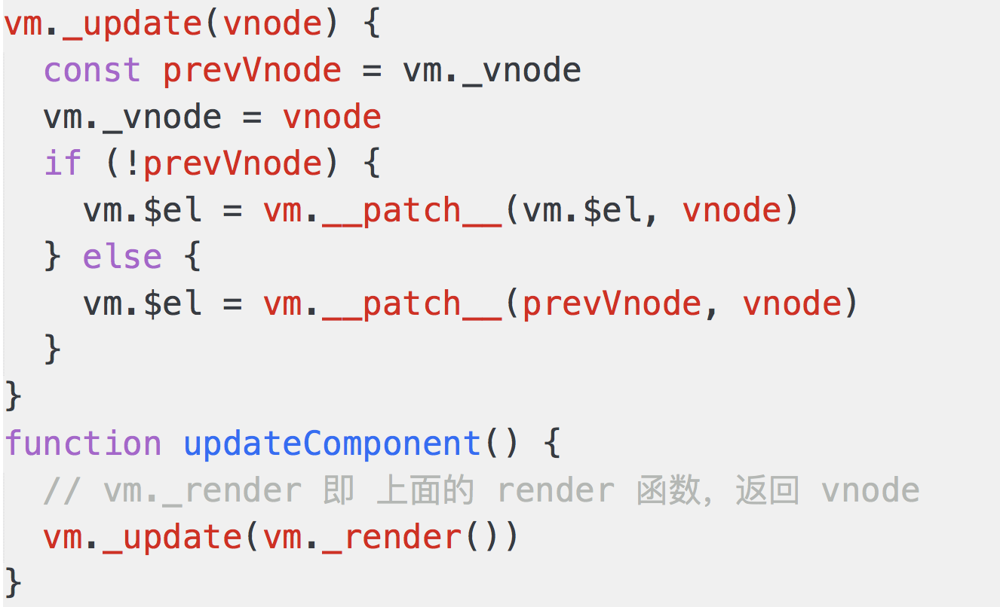 vm._update(vnode) {
  const prevVnode = vm._vnode
  vm._vnode = vnode
  if (!prevVnode) {
    vm.$el = vm.__patch__(vm.$el, vnode)
  } else {
    vm.$el = vm.__patch__(prevVnode, vnode)
  }
}
function updateComponent() {
  // vm._render 即 上面的 render 函数，返回 vnode
  vm._update(vm._render())
}